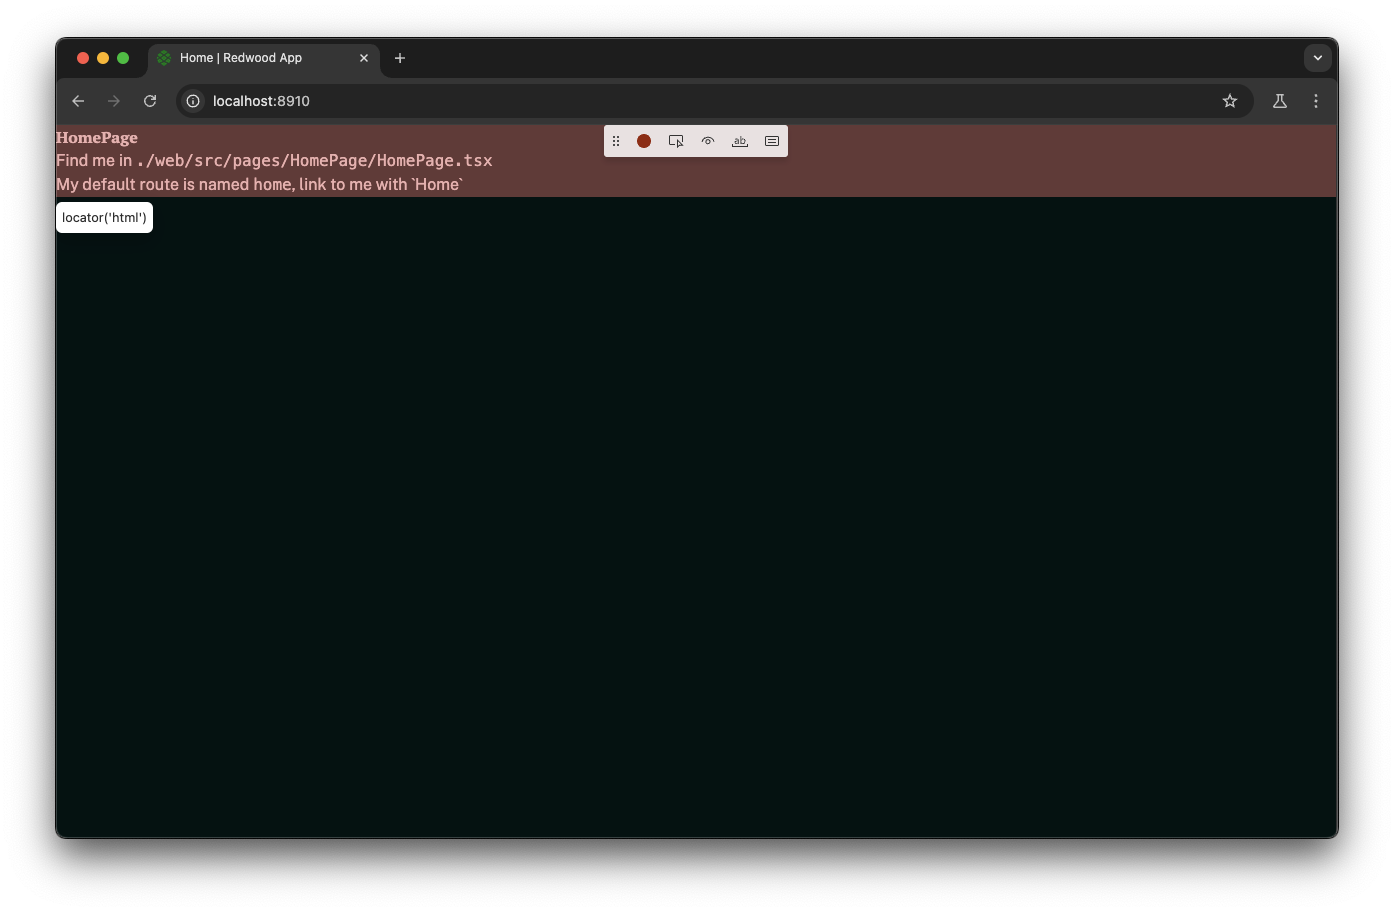 Home | Redwood App
localhost:8910
HomePage
Find me in ./web/src/pages/HomePage/HomePage.tsx
My default route is named home, link to me with `Home`
ab
locator('html')